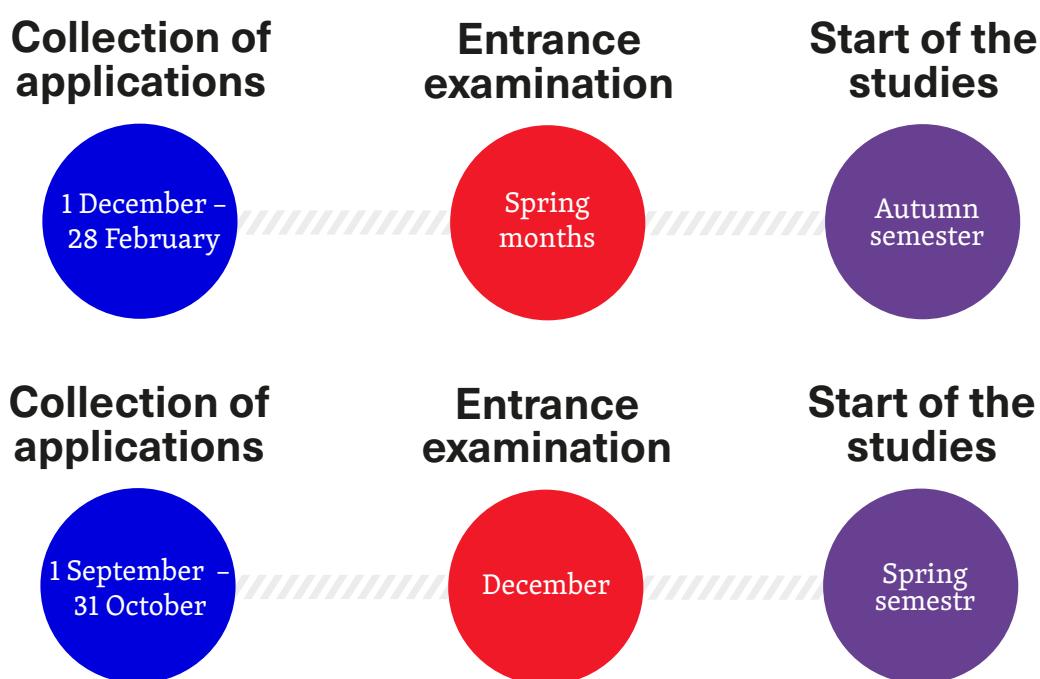 Collection of
applications
Entrance
examination
Start of the
studies
1 December –
28 February
Spring
months
Autumn
semester
Collection of
applications
Entrance
examination
Start of the
studies
1 September –
31 October
December
Spring
semestr